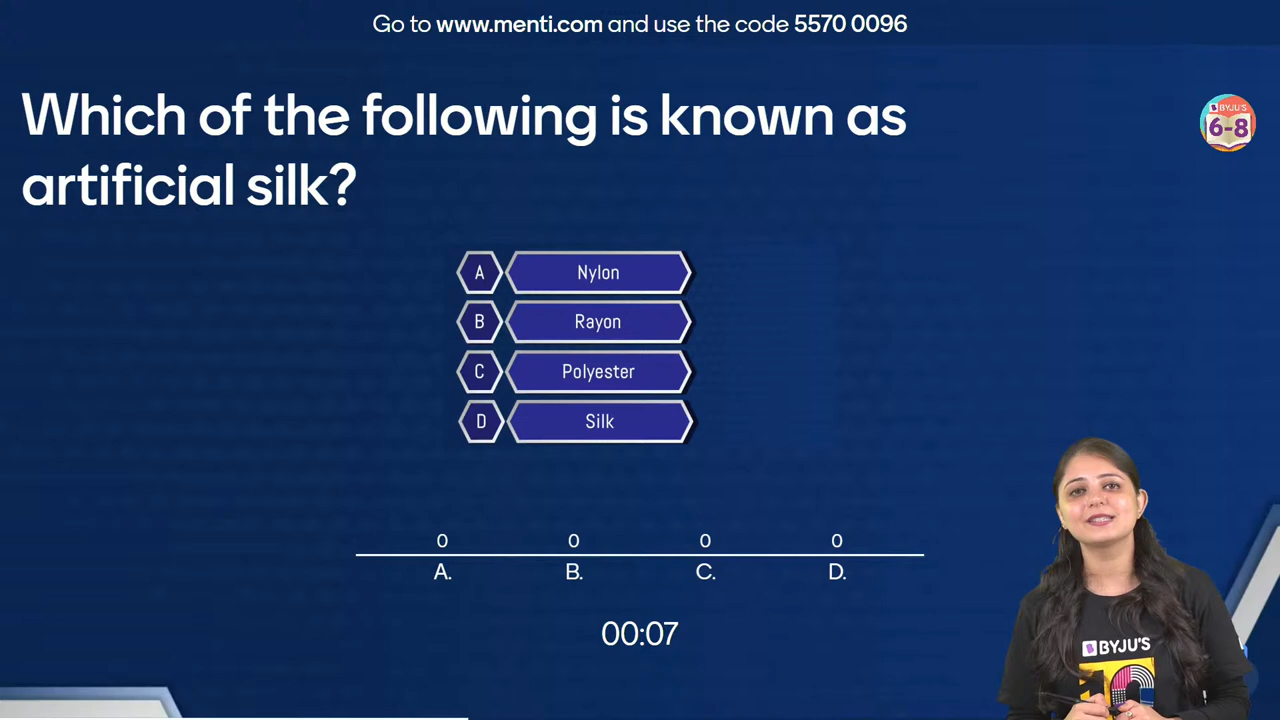 Go to www.menti.com and use the code 5570 0096
Which of the following is known as
artificial silk?
BYJU'S
6-8
A Nylon
B Rayon
C Polyester
D Silk
0 0 0 0
A. B. C. D.
00:07
BYJU'S